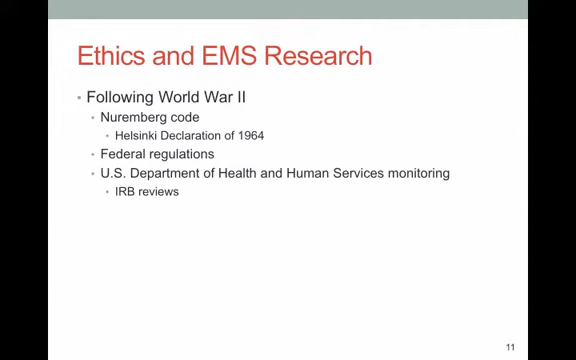 Ethics and EMS Research
• Following World War II
• Nuremberg code
• Helsinki Declaration of 1964
• Federal regulations
• U.S. Department of Health and Human Services monitoring
• IRB reviews
11